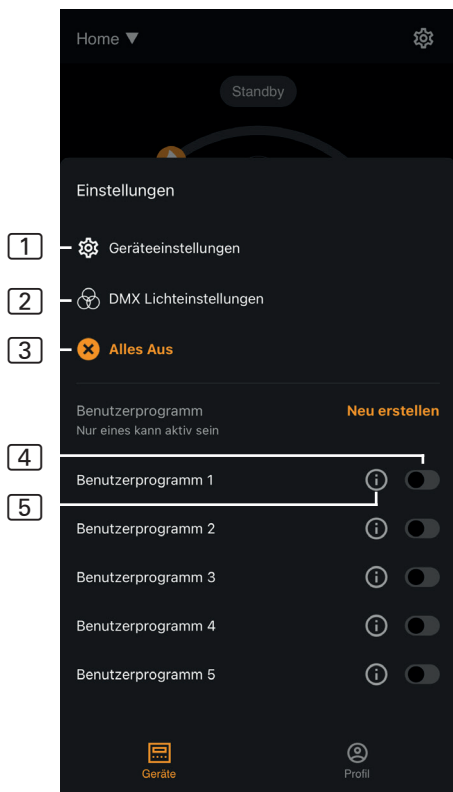 Home ▼
Standby
Einstellungen
1
Geräteeinstellungen
2
DMX Lichteinstellungen
3
Alles Aus
Benutzerprogramm
Neu erstellen
Nur eines kann aktiv sein
4
Benutzerprogramm 1
5
Benutzerprogramm 2
Benutzerprogramm 3
Benutzerprogramm 4
Benutzerprogramm 5
Geräte
Profil